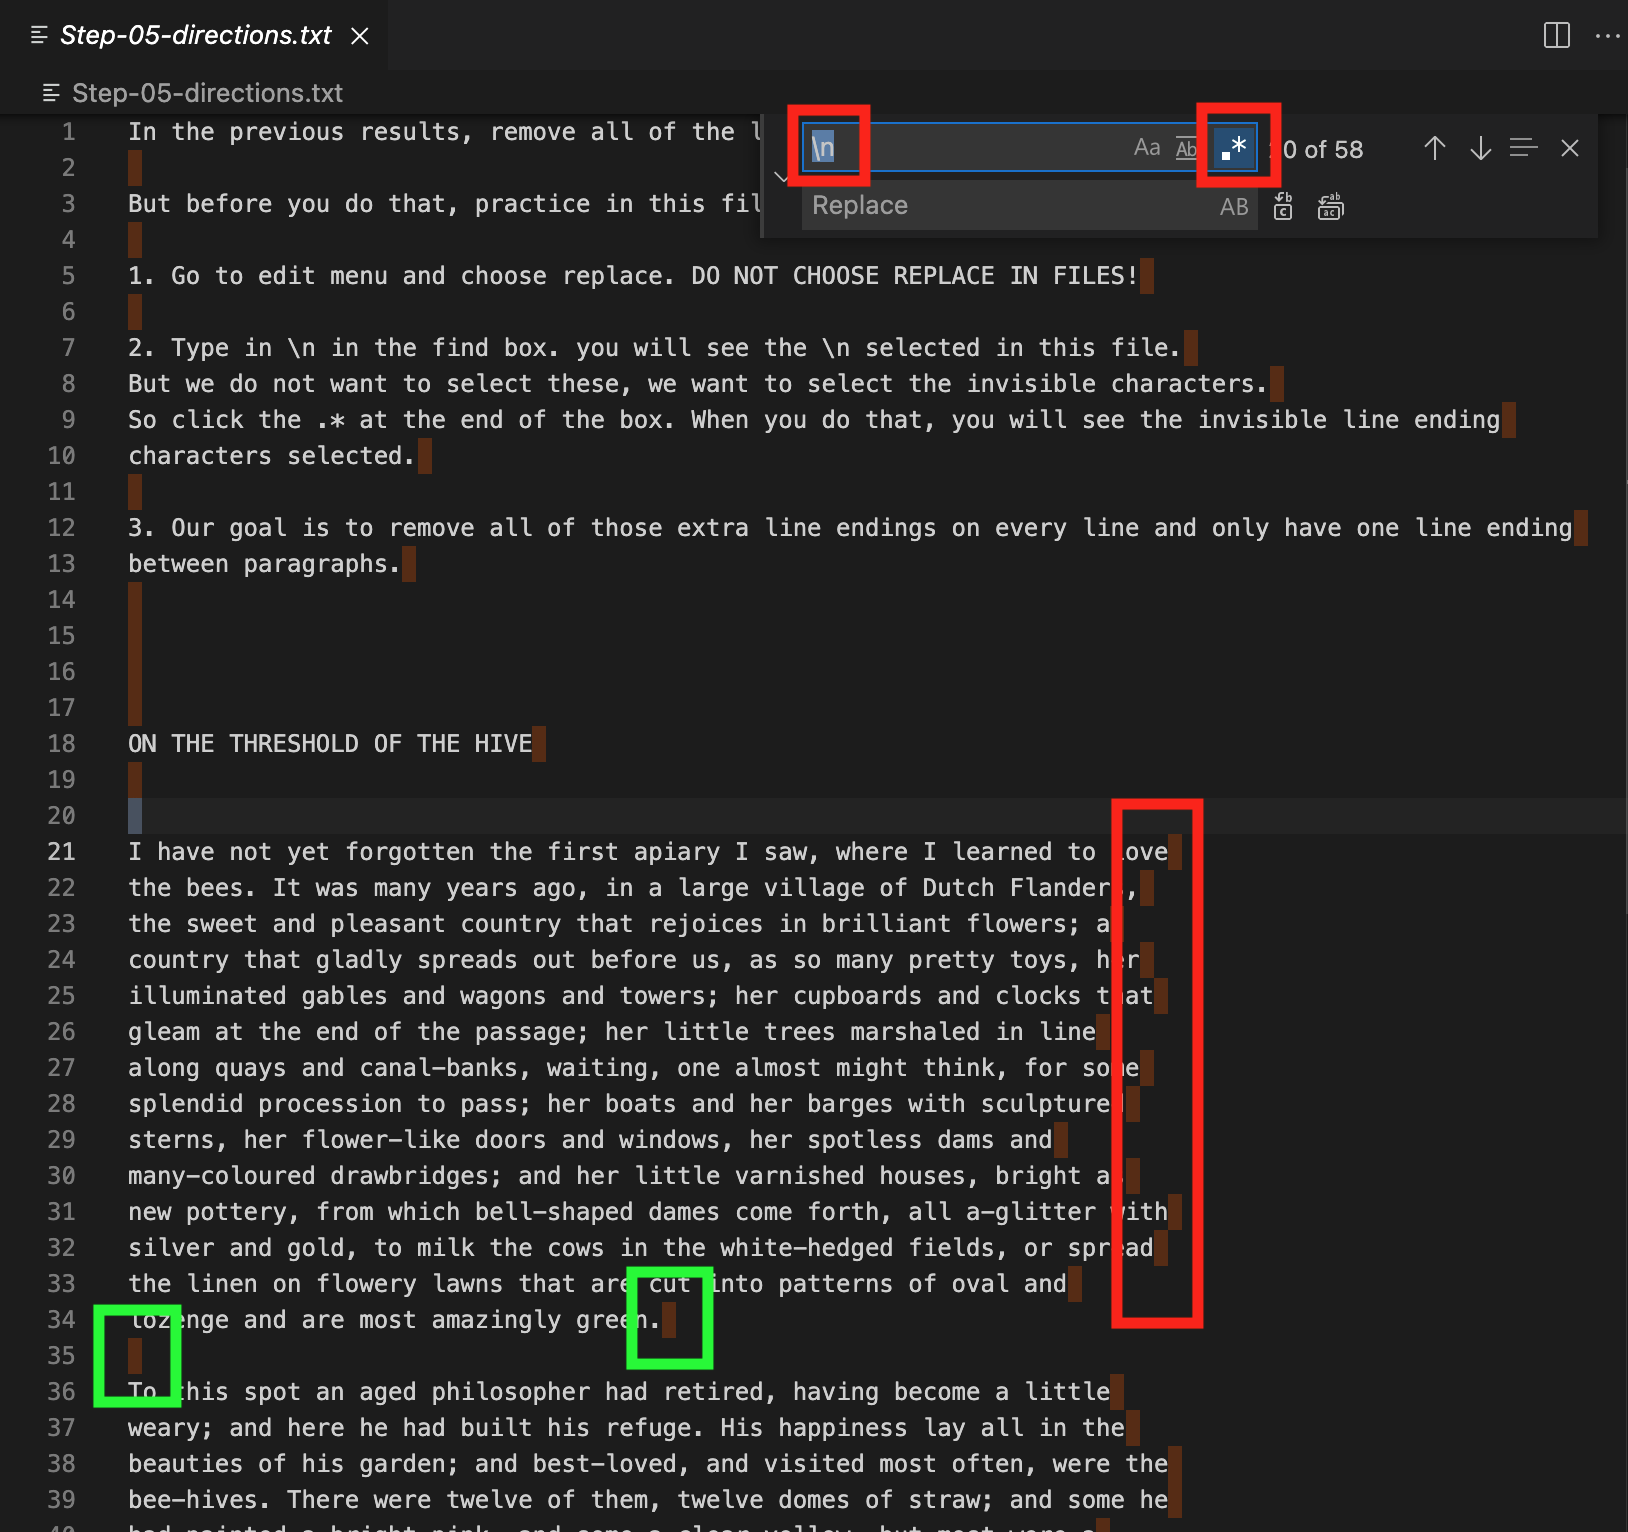 Step-05-directions.txt
Step-05-directions.txt
\n Aa Ab .* 0 of 58
Replace AB
1 In the previous results, remove all of the l
2
3 But before you do that, practice in this fil
4
5 1. Go to edit menu and choose replace. DO NOT CHOOSE REPLACE IN FILES!
6
7 2. Type in \n in the find box. you will see the \n selected in this file.
8 But we do not want to select these, we want to select the invisible characters.
9 So click the .* at the end of the box. When you do that, you will see the invisible line ending
10 characters selected.
11
12 3. Our goal is to remove all of those extra line endings on every line and only have one line ending
13 between paragraphs.
14
15
16
17
18 ON THE THRESHOLD OF THE HIVE
19
20
21 I have not yet forgotten the first apiary I saw, where I learned to love
22 the bees. It was many years ago, in a large village of Dutch Flanders,
23 the sweet and pleasant country that rejoices in brilliant flowers; a
24 country that gladly spreads out before us, as so many pretty toys, her
25 illuminated gables and wagons and towers; her cupboards and clocks that
26 gleam at the end of the passage; her little trees marshaled in line
27 along quays and canal-banks, waiting, one almost might think, for some
28 splendid procession to pass; her boats and her barges with sculptured
29 sterns, her flower-like doors and windows, her spotless dams and
30 many-coloured drawbridges; and her little varnished houses, bright as
31 new pottery, from which bell-shaped dames come forth, all a-glitter with
32 silver and gold, to milk the cows in the white-hedged fields, or spread
33 the linen on flowery lawns that are cut into patterns of oval and
34 lozenge and are most amazingly green.
35
36 To this spot an aged philosopher had retired, having become a little
37 weary; and here he had built his refuge. His happiness lay all in the
38 beauties of his garden; and best-loved, and visited most often, were the
39 bee-hives. There were twelve of them, twelve domes of straw; and some he